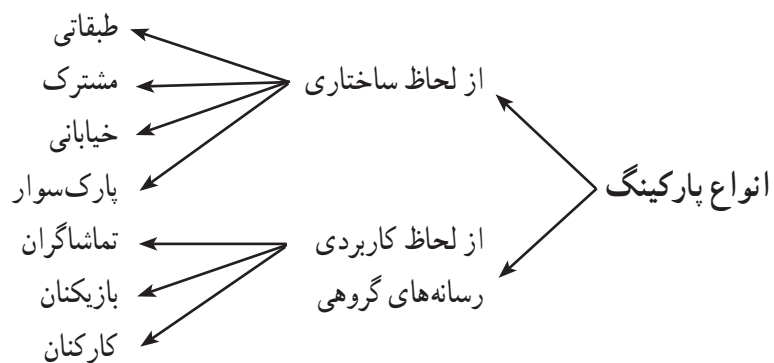 انواع پارکینگ
از لحاظ ساختاری
طبقاتی
مشترک
خیابانی
پارک‌سوار
از لحاظ کاربردی
رسانه‌های گروهی
تماشاگران
بازیکنان
کارکنان